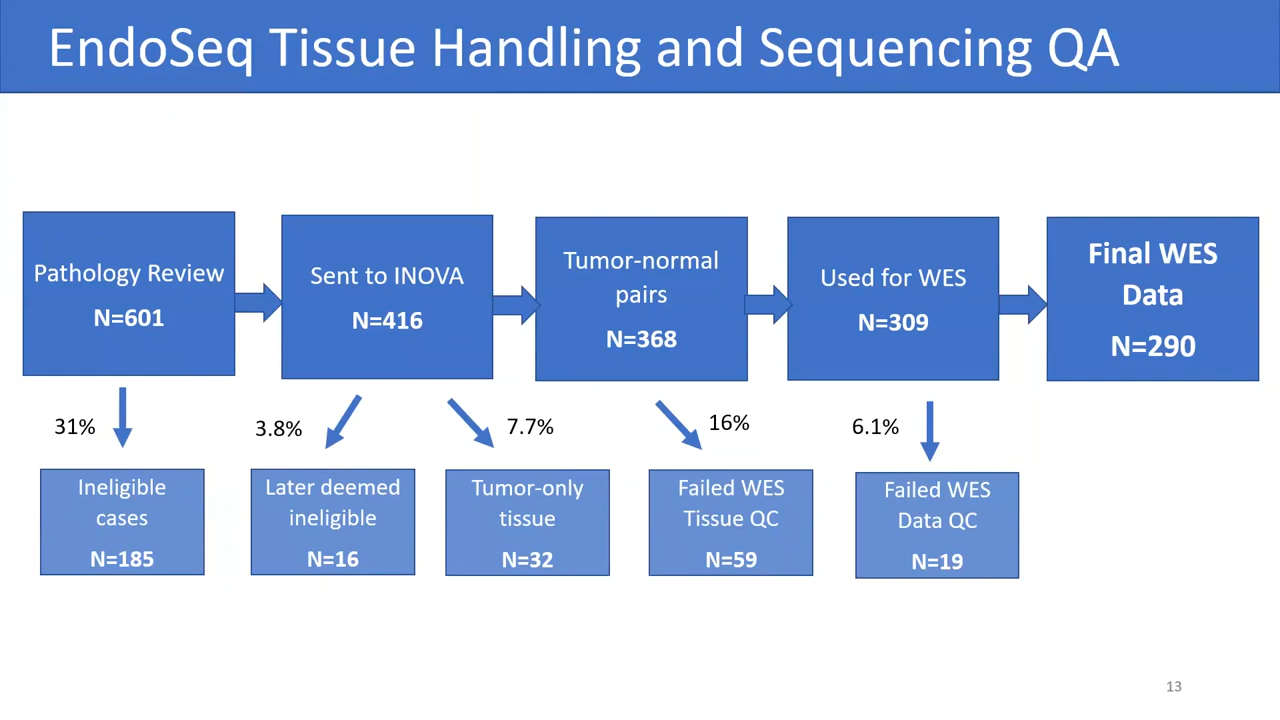 EndoSeq Tissue Handling and Sequencing QA
Pathology Review
N=601
Sent to INOVA
N=416
Tumor-normal
pairs
N=368
Used for WES
N=309
Final WES
Data
N=290
31%
3.8%
7.7%
16%
6.1%
Ineligible
cases
N=185
Later deemed
ineligible
N=16
Tumor-only
tissue
N=32
Failed WES
Tissue QC
N=59
Failed WES
Data QC
N=19
13